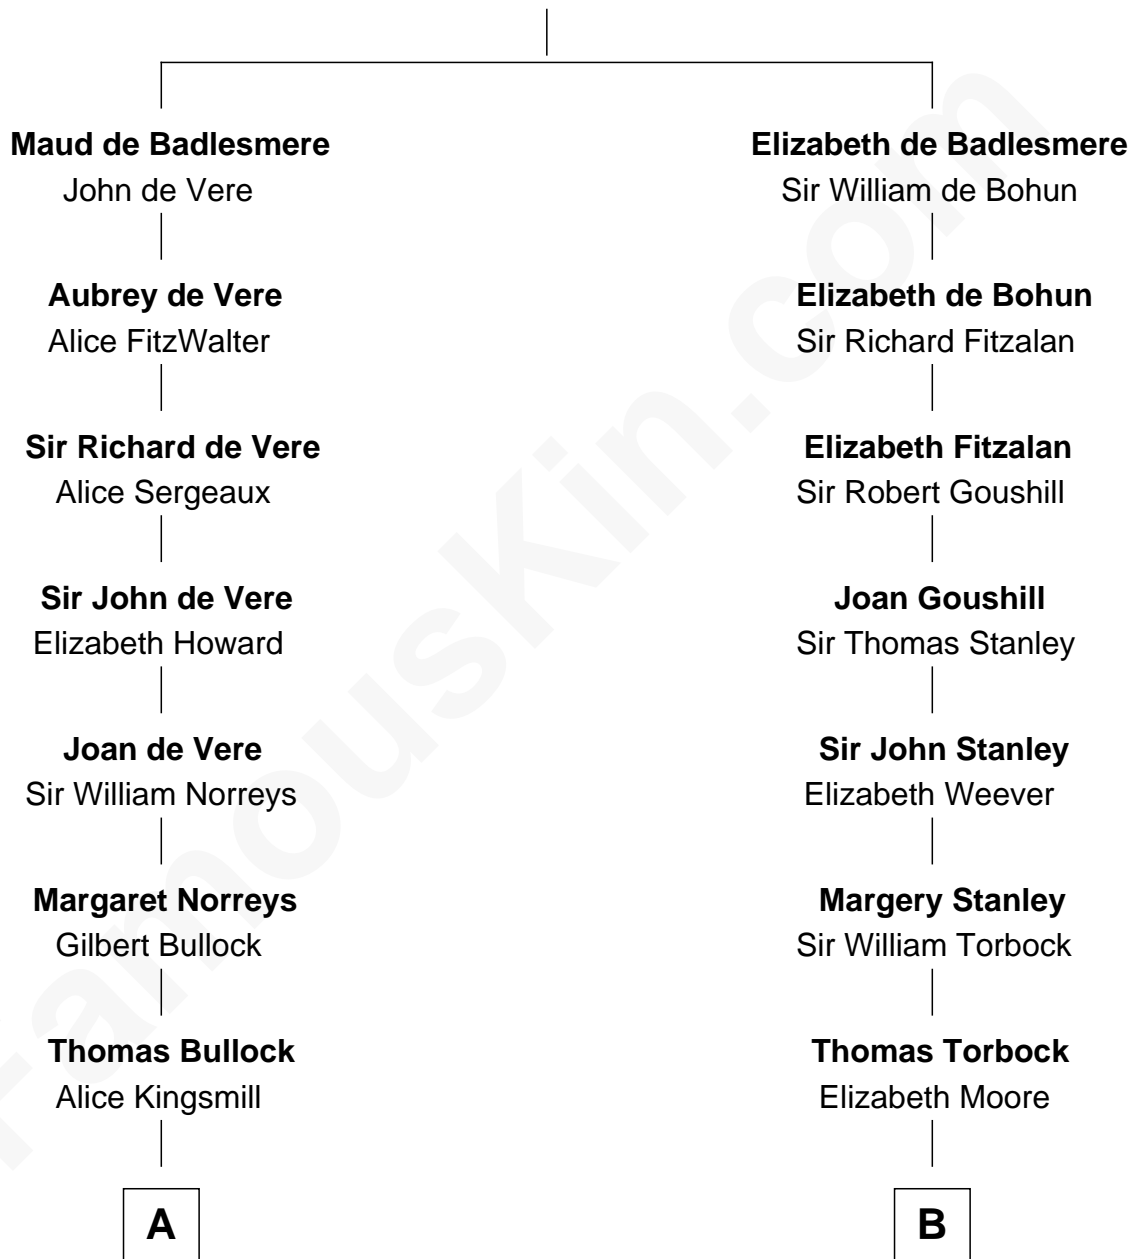 Maud de Badlesmere
John de Vere
Aubrey de Vere
Alice FitzWalter
Sir Richard de Vere
Alice Sergeaux
Sir John de Vere
Elizabeth Howard
Joan de Vere
Sir William Norreys
Margaret Norreys
Gilbert Bullock
Thomas Bullock
Alice Kingsmill
A
Elizabeth de Badlesmere
Sir William de Bohun
Elizabeth de Bohun
Sir Richard Fitzalan
Elizabeth Fitzalan
Sir Robert Goushill
Joan Goushill
Sir Thomas Stanley
Sir John Stanley
Elizabeth Weever
Margery Stanley
Sir William Torbock
Thomas Torbock
Elizabeth Moore
B
FamousKin.com